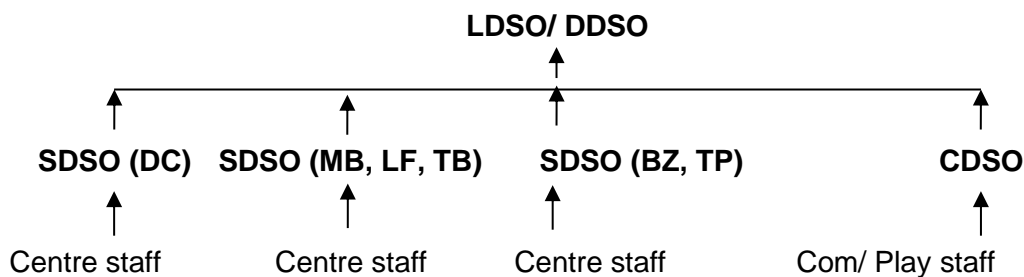 LDSO/ DDSO
SDSO (DC) SDSO (MB, LF, TB) SDSO (BZ, TP) CDSO
Centre staff Centre staff Centre staff Com/ Play staff